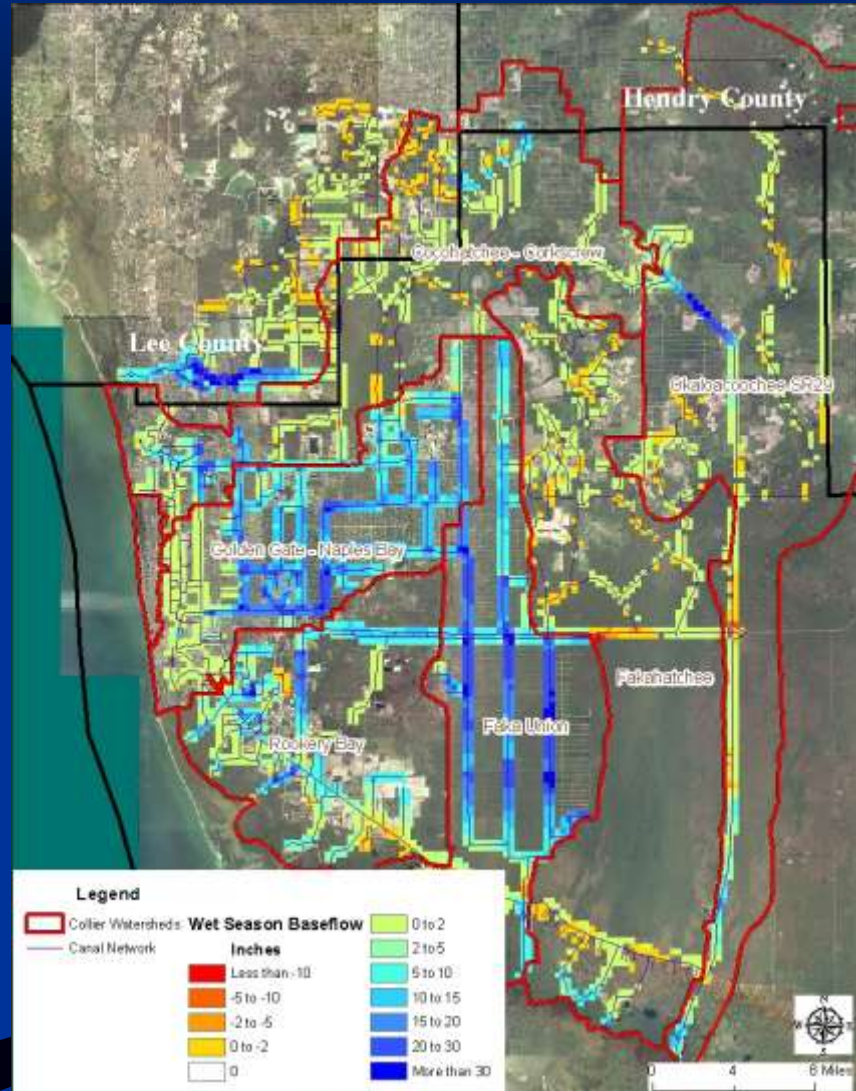 Hendry County
Cocohatchee - Corkscrew
Lee County
Okaloacoochee SR29
Golden Gate - Naples Bay
Fakahatchee
Faka Union
Rookery Bay
Legend
Collier Watersheds
Canal Network
Wet Season Baseflow
Inches
Less than -10
-5 to -10
-2 to -5
0 to -2
0
0 to 2
2 to 5
5 to 10
10 to 15
15 to 20
20 to 30
More than 30
N
W E
S
0 4 8 Miles